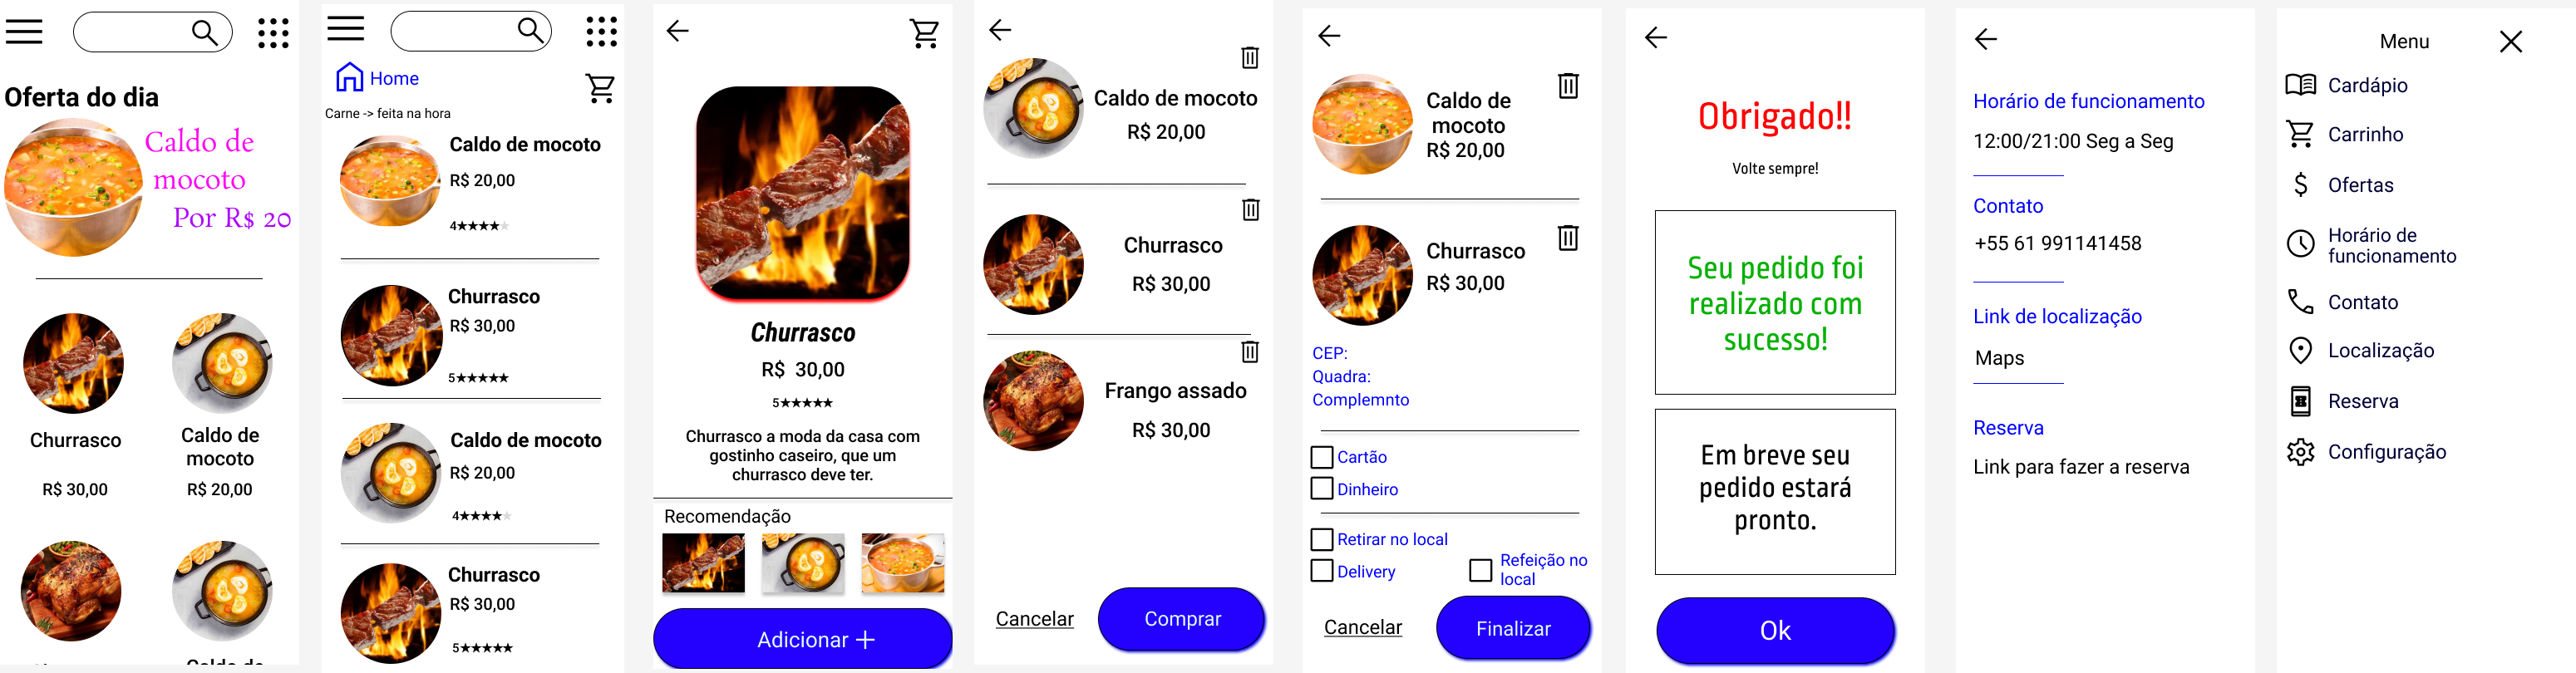 Oferta do dia
Caldo de
mocoto
Por R$ 20
Churrasco
R$ 30,00
Caldo de
mocoto
R$ 20,00
Home
Carne -> feita na hora
Caldo de mocoto
R$ 20,00
4★★★★★
Churrasco
R$ 30,00
5★★★★★
Caldo de mocoto
R$ 20,00
4★★★★★
Churrasco
R$ 30,00
5★★★★★
Churrasco
R$ 30,00
5★★★★★
Churrasco a moda da casa com
gostinho caseiro, que um
churrasco deve ter.
Recomendação
Adicionar +
Caldo de mocoto
R$ 20,00
Churrasco
R$ 30,00
Frango assado
R$ 30,00
Cancelar
Comprar
Caldo de
mocoto
R$ 20,00
Churrasco
R$ 30,00
CEP:
Quadra:
Complemnto
Cartão
Dinheiro
Retirar no local
Delivery
Refeição no
local
Cancelar
Finalizar
Obrigado!!
Volte sempre!
Seu pedido foi
realizado com
sucesso!
Em breve seu
pedido estará
pronto.
Ok
Horário de funcionamento
12:00/21:00 Seg a Seg
Contato
+55 61 991141458
Link de localização
Maps
Reserva
Link para fazer a reserva
Menu
Cardápio
Carrinho
Ofertas
Horário de
funcionamento
Contato
Localização
Reserva
Configuração